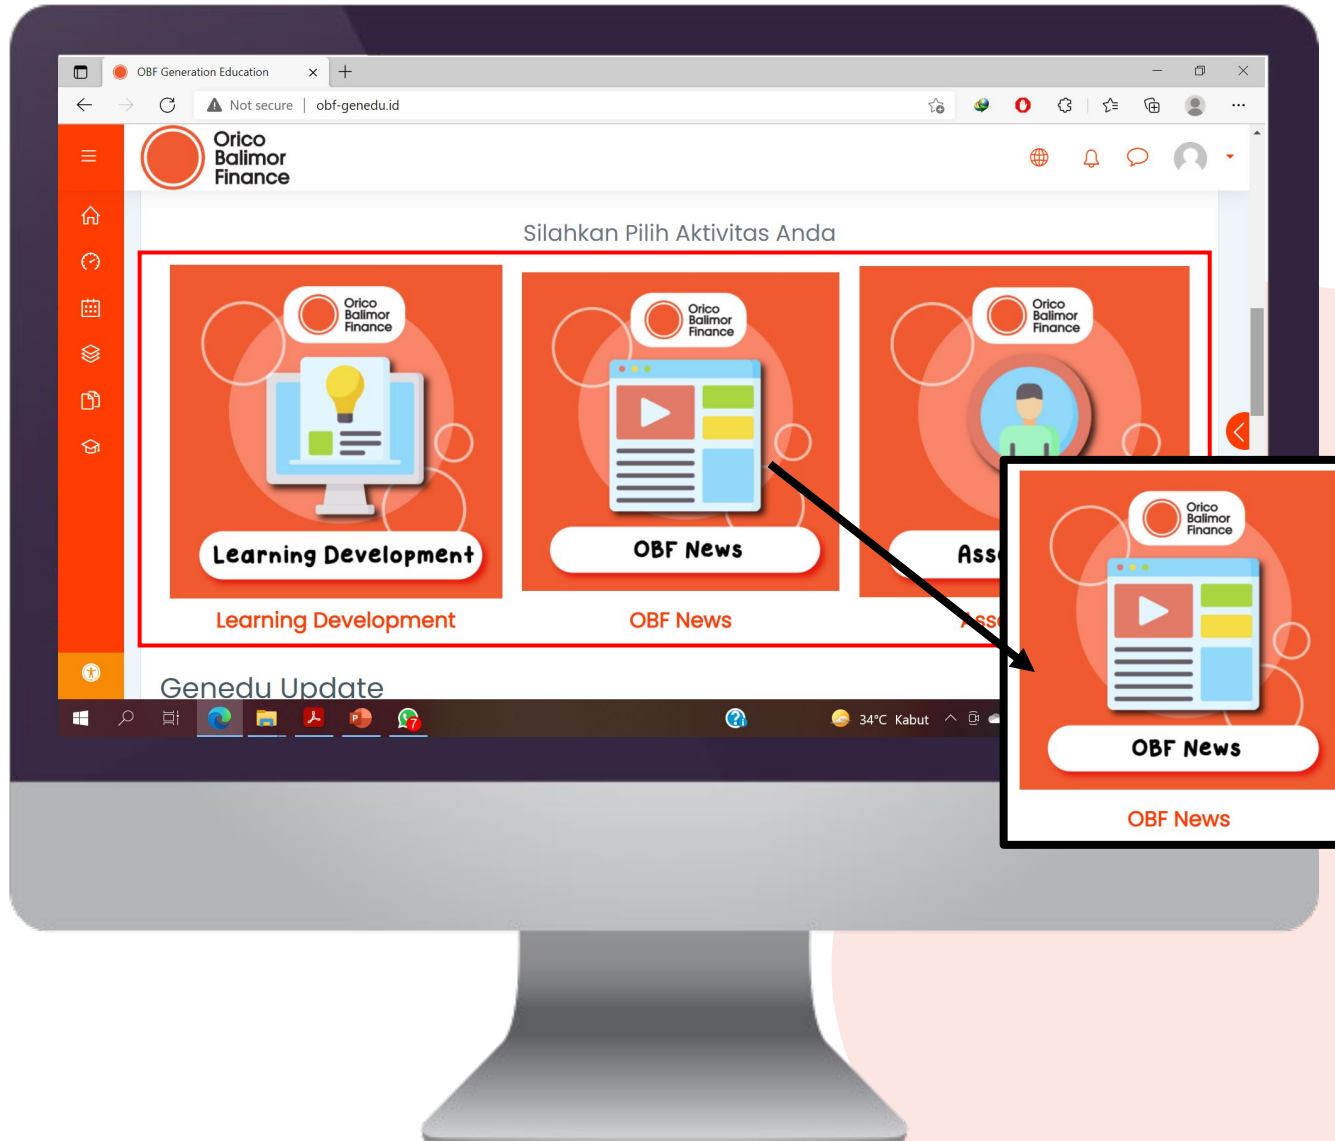 OBF Generation Education
Not secure | obf-genedu.id
Orico
Balimor
Finance
Silahkan Pilih Aktivitas Anda
Orico
Balimor
Finance
Learning Development
Learning Development
Orico
Balimor
Finance
OBF News
OBF News
Orico
Balimor
Finance
Genedu Update
7
34°C Kabut
Orico
Balimor
Finance
OBF News
OBF News